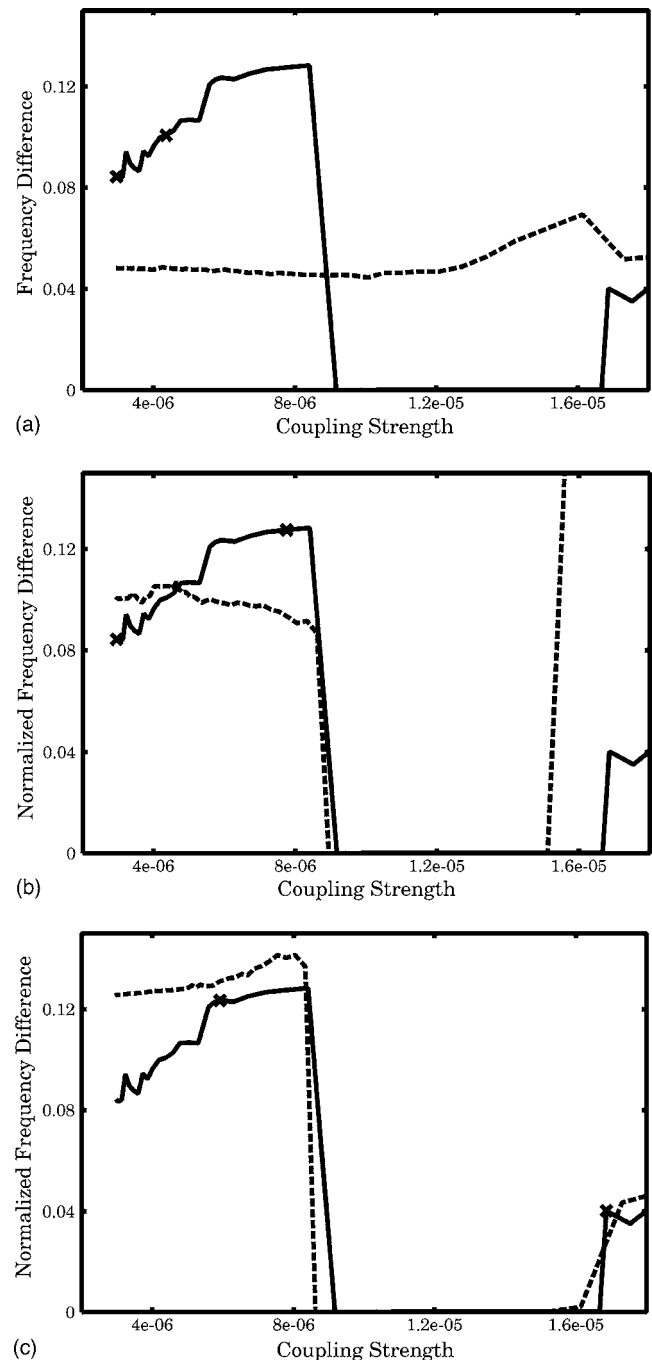 0.12
0.08
0.04
0
Frequency Difference
4e-06 8e-06 1.2e-05 1.6e-05
Coupling Strength
(a)
0.12
0.08
0.04
0
Normalized Frequency Difference
4e-06 8e-06 1.2e-05 1.6e-05
Coupling Strength
(b)
0.12
0.08
0.04
0
Normalized Frequency Difference
4e-06 8e-06 1.2e-05 1.6e-05
Coupling Strength
(c)